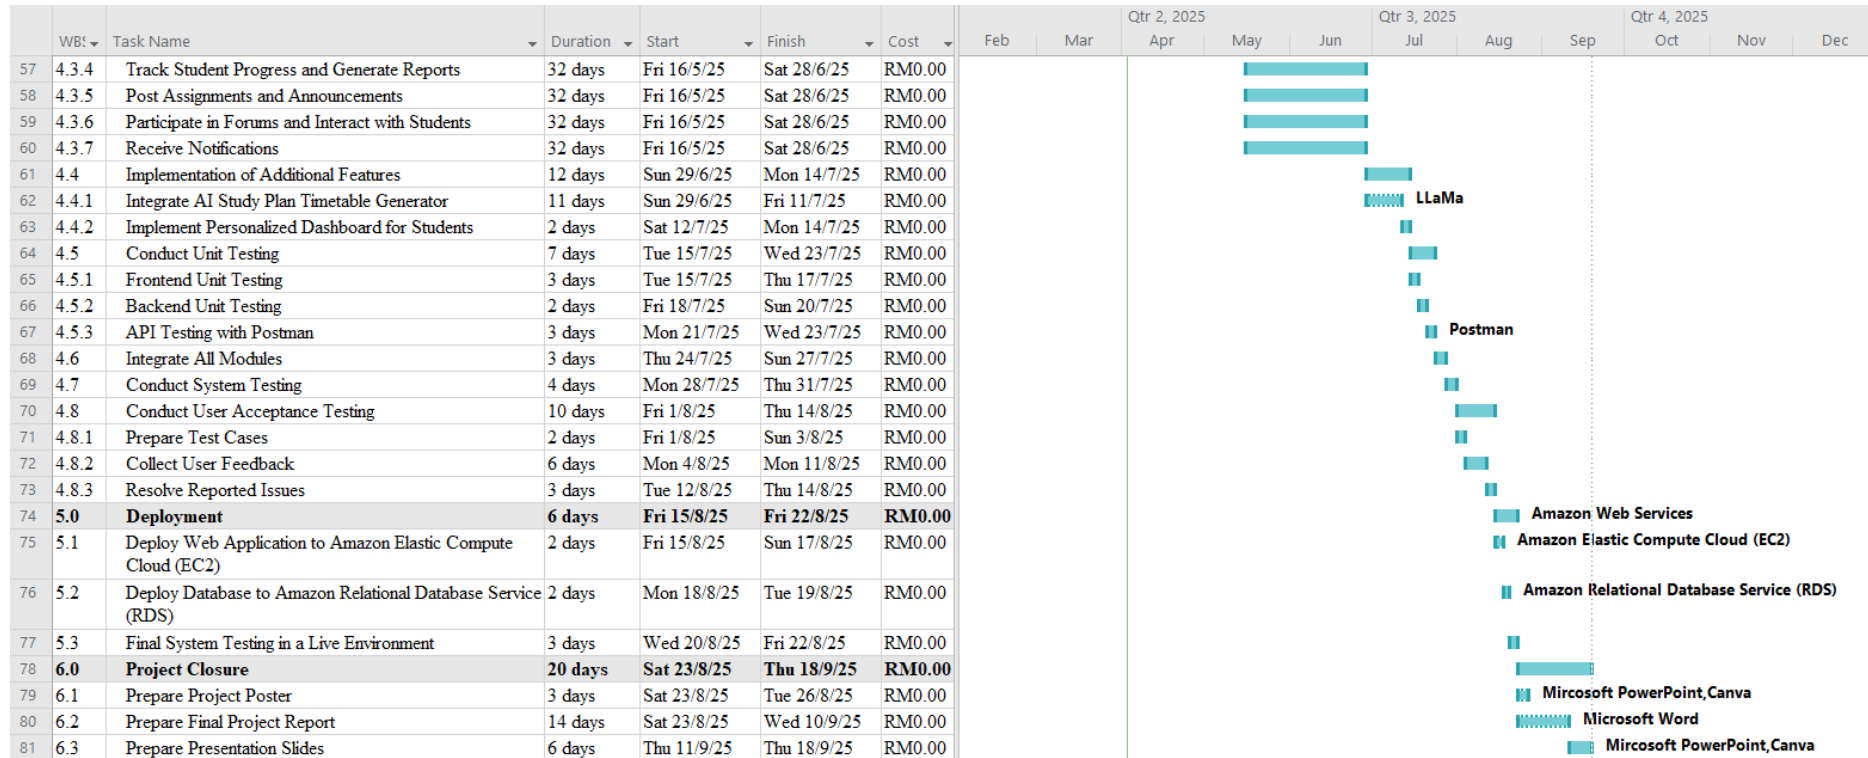 Qtr 2, 2025 Qtr 3, 2025 Qtr 4, 2025
WBS Task Name Duration Start Finish Cost Feb Mar Apr May Jun Jul Aug Sep Oct Nov Dec
57 4.3.4 Track Student Progress and Generate Reports 32 days Fri 16/5/25 Sat 28/6/25 RM0.00
58 4.3.5 Post Assignments and Announcements 32 days Fri 16/5/25 Sat 28/6/25 RM0.00
59 4.3.6 Participate in Forums and Interact with Students 32 days Fri 16/5/25 Sat 28/6/25 RM0.00
60 4.3.7 Receive Notifications 32 days Fri 16/5/25 Sat 28/6/25 RM0.00
61 4.4 Implementation of Additional Features 12 days Sun 29/6/25 Mon 14/7/25 RM0.00
62 4.4.1 Integrate AI Study Plan Timetable Generator 11 days Sun 29/6/25 Fri 11/7/25 RM0.00 LLaMa
63 4.4.2 Implement Personalized Dashboard for Students 2 days Sat 12/7/25 Mon 14/7/25 RM0.00
64 4.5 Conduct Unit Testing 7 days Tue 15/7/25 Wed 23/7/25 RM0.00
65 4.5.1 Frontend Unit Testing 3 days Tue 15/7/25 Thu 17/7/25 RM0.00
66 4.5.2 Backend Unit Testing 2 days Fri 18/7/25 Sun 20/7/25 RM0.00
67 4.5.3 API Testing with Postman 3 days Mon 21/7/25 Wed 23/7/25 RM0.00 Postman
68 4.6 Integrate All Modules 3 days Thu 24/7/25 Sun 27/7/25 RM0.00
69 4.7 Conduct System Testing 4 days Mon 28/7/25 Thu 31/7/25 RM0.00
70 4.8 Conduct User Acceptance Testing 10 days Fri 1/8/25 Thu 14/8/25 RM0.00
71 4.8.1 Prepare Test Cases 2 days Fri 1/8/25 Sun 3/8/25 RM0.00
72 4.8.2 Collect User Feedback 6 days Mon 4/8/25 Mon 11/8/25 RM0.00
73 4.8.3 Resolve Reported Issues 3 days Tue 12/8/25 Thu 14/8/25 RM0.00
74 5.0 Deployment 6 days Fri 15/8/25 Fri 22/8/25 RM0.00 Amazon Web Services
75 5.1 Deploy Web Application to Amazon Elastic Compute 2 days Fri 15/8/25 Sun 17/8/25 RM0.00 Amazon Elastic Compute Cloud (EC2)
Cloud (EC2)
76 5.2 Deploy Database to Amazon Relational Database Service 2 days Mon 18/8/25 Tue 19/8/25 RM0.00 Amazon Relational Database Service (RDS)
(RDS)
77 5.3 Final System Testing in a Live Environment 3 days Wed 20/8/25 Fri 22/8/25 RM0.00
78 6.0 Project Closure 20 days Sat 23/8/25 Thu 18/9/25 RM0.00
79 6.1 Prepare Project Poster 3 days Sat 23/8/25 Tue 26/8/25 RM0.00 Mircosoft PowerPoint,Canva
80 6.2 Prepare Final Project Report 14 days Sat 23/8/25 Wed 10/9/25 RM0.00 Microsoft Word
81 6.3 Prepare Presentation Slides 6 days Thu 11/9/25 Thu 18/9/25 RM0.00 Mircosoft PowerPoint,Canva